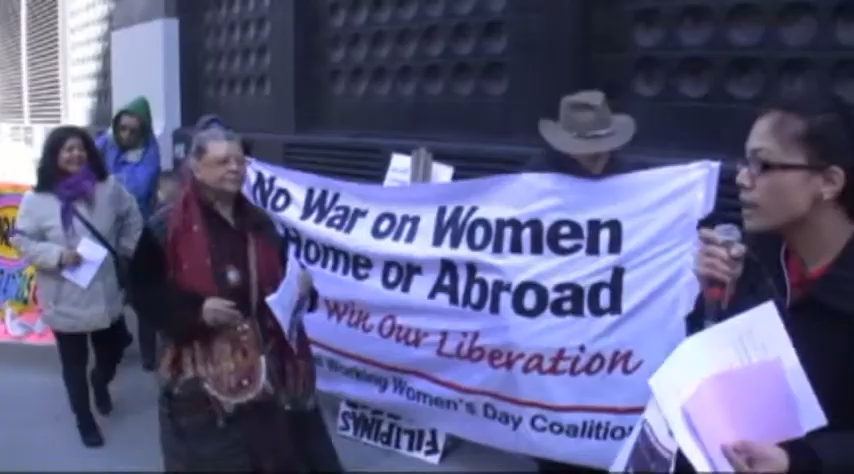 No War on Women
Home or Abroad
Win Our Liberation
Working Women's Day Coalition
FILIPINAS